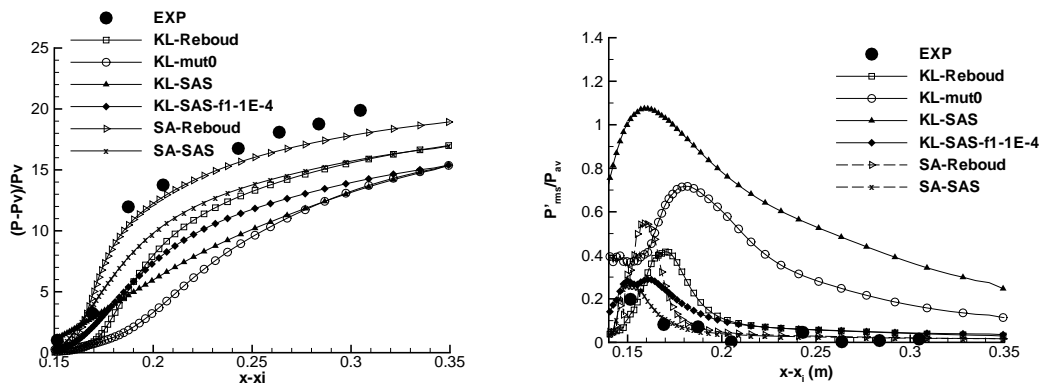 EXP
KL-Reboud
KL-mut0
KL-SAS
KL-SAS-f1-1E-4
SA-Reboud
SA-SAS
25
20
15
10
5
0
0.15
0.2
0.25
0.3
0.35
x-xi
(P-Pv)/Pv
EXP
KL-Reboud
KL-mut0
KL-SAS
KL-SAS-f1-1E-4
SA-Reboud
SA-SAS
1.4
1.2
1
0.8
0.6
0.4
0.2
0
0.15
0.2
0.25
0.3
0.35
x-xi (m)
P'rms/Pav